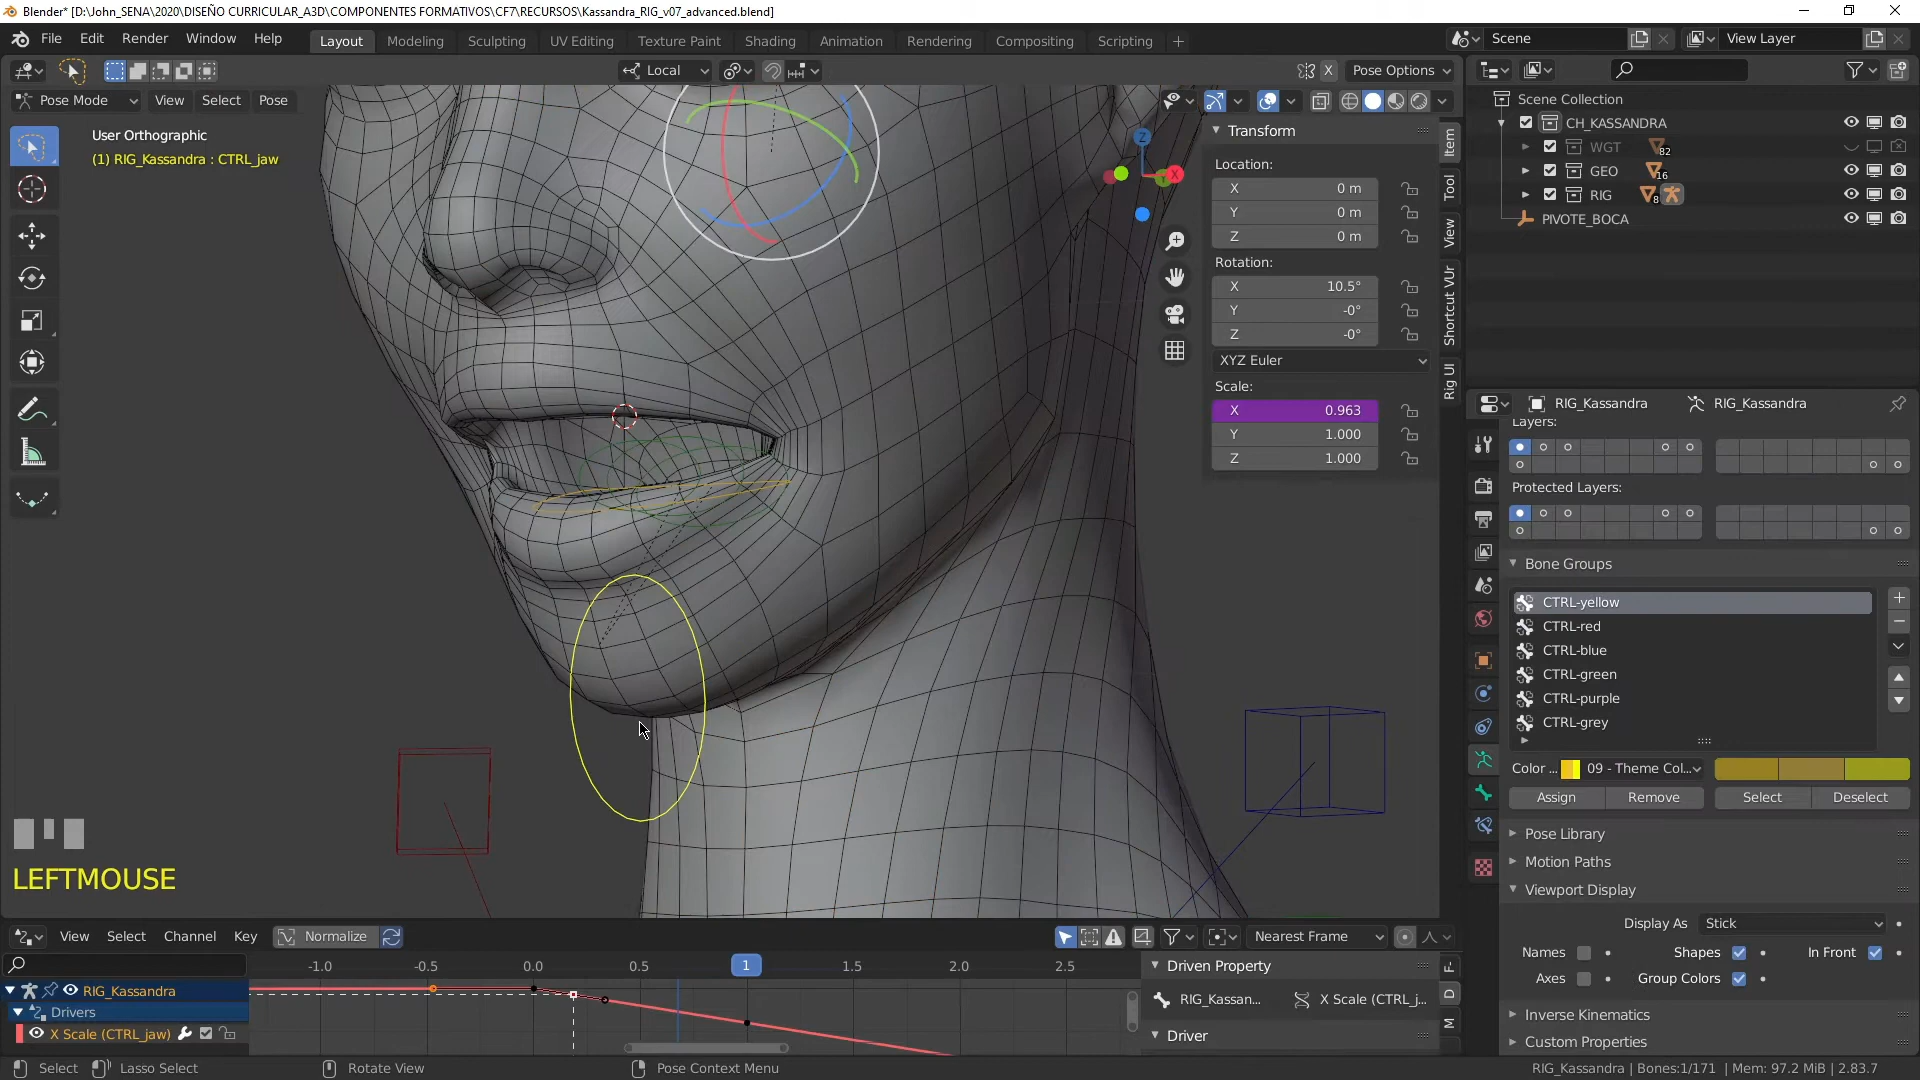 Blender* [D:\John_SENA\2020\DISEÑO CURRICULAR_A3D\COMPONENTES FORMATIVOS\CF7\RECURSOS\Kassandra_RIG_v07_advanced.blend]
File Edit Render Window Help Layout Modeling Sculpting UV Editing Texture Paint Shading Animation Rendering Compositing Scripting + Scene View Layer
Local X Pose Options
Pose Mode View Select Pose
User Orthographic
(1) RIG_Kassandra : CTRL_jaw
Z
X
Transform
Location:
X 0 m
Y 0 m
Z 0 m
Rotation:
X 10.5°
Y -0°
Z -0°
XYZ Euler
Scale:
X 0.963
Y 1.000
Z 1.000
Item
Tool
View
Shortcut VUr
Rig UI
Scene Collection
CH_KASSANDRA
WGT 82
GEO 16
RIG 8
PIVOTE_BOCA
RIG_Kassandra RIG_Kassandra
Layers:
Protected Layers:
Bone Groups
CTRL-yellow
CTRL-red
CTRL-blue
CTRL-green
CTRL-purple
CTRL-grey
Color ... 09 - Theme Col...
Assign Remove Select Deselect
Pose Library
Motion Paths
Viewport Display
Display As Stick
Names Shapes In Front
Axes Group Colors
Inverse Kinematics
Custom Properties
LEFTMOUSE
View Select Channel Key Normalize Nearest Frame
-1.0 -0.5 0.0 0.5 1 1.5 2.0 2.5
RIG_Kassandra
Drivers
X Scale (CTRL_jaw)
Driven Property
RIG_Kassan... X Scale (CTRL_j...
Driver
F
D
M
Select Lasso Select Rotate View Pose Context Menu RIG_Kassandra | Bones:1/171 | Mem: 97.2 MiB | 2.83.7